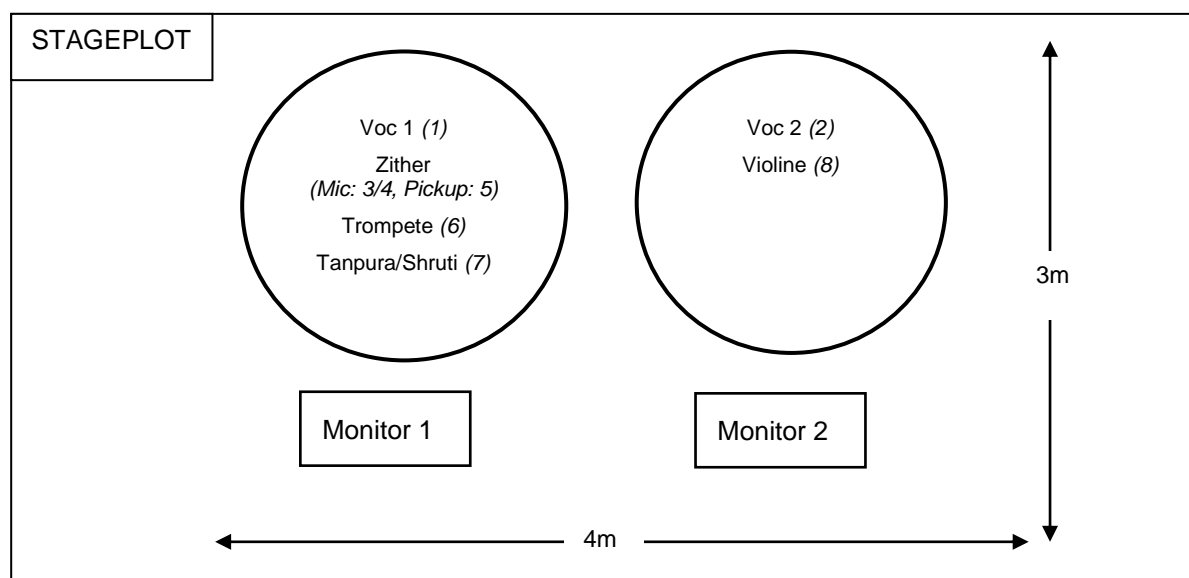 STAGEPLOT
Voc 1 (1)
Zither
(Mic: 3/4, Pickup: 5)
Trompete (6)
Tanpura/Shruti (7)
Voc 2 (2)
Violine (8)
3m
Monitor 1
Monitor 2
4m